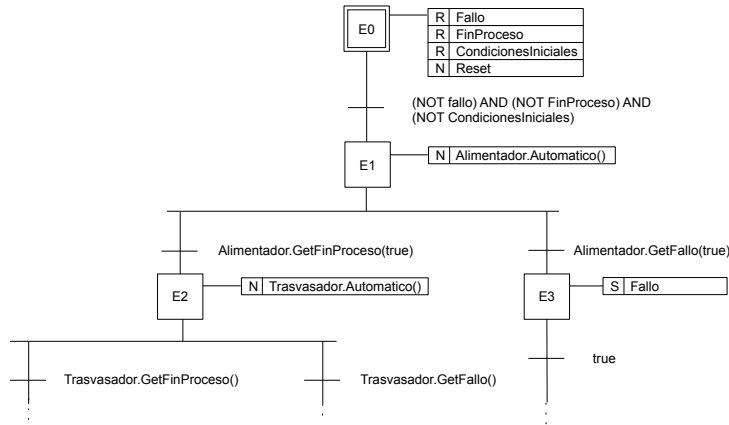 E0
R Fallo
R FinProceso
R CondicionesIniciales
N Reset
(NOT fallo) AND (NOT FinProceso) AND
(NOT CondicionesIniciales)
E1
N Alimentador.Automatico()
Alimentador.GetFinProceso(true)
Alimentador.GetFallo(true)
E2
N Trasvasador.Automatico()
E3
S Fallo
true
Trasvasador.GetFinProceso()
Trasvasador.GetFallo()